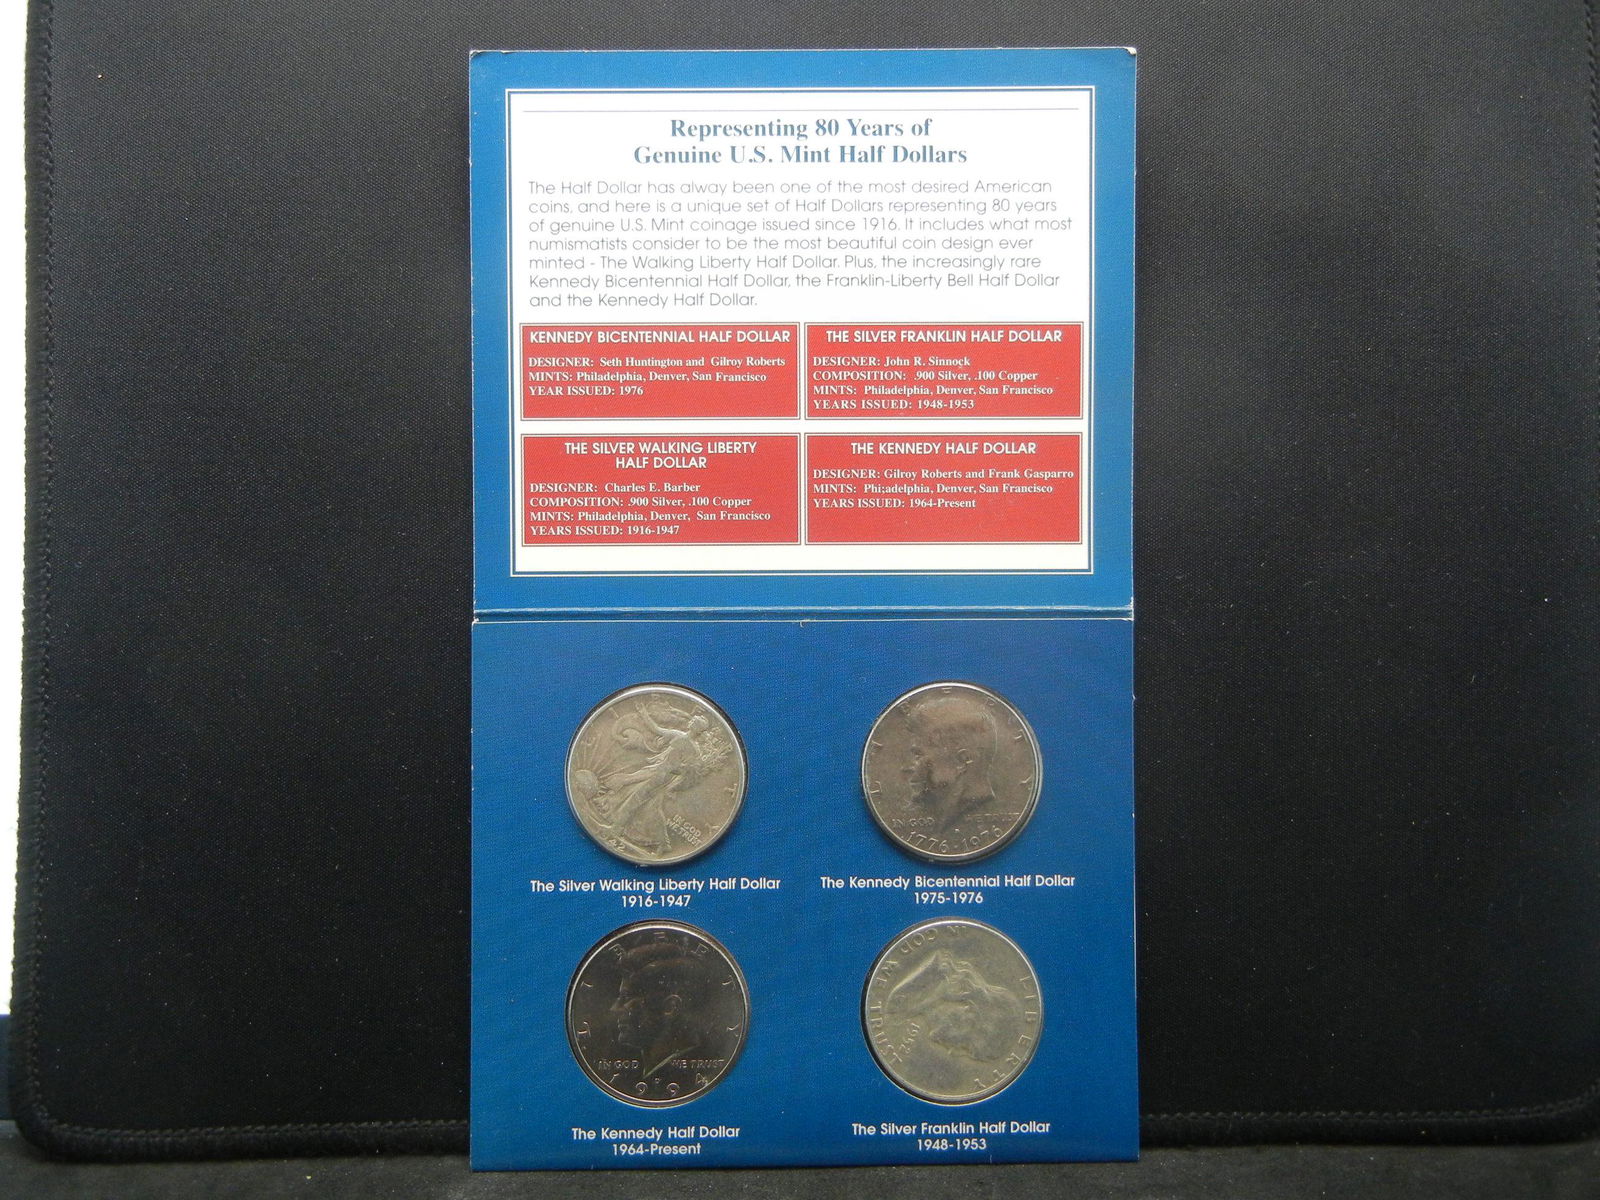 Representing 80 Years of
Genuine U.S. Mint Half Dollars
The Half Dollar has alway been one of the most desired American
coins, and here is a unique set of Half Dollars representing 80 years
of genuine U.S. Mint coinage issued since 1916. It includes what most
numismatists consider to be the most beautiful coin design ever
minted - The Walking Liberty Half Dollar. Plus, the increasingly rare
Kennedy Bicentennial Half Dollar, the Franklin-Liberty Bell Half Dollar
and the Kennedy Half Dollar.
KENNEDY BICENTENNIAL HALF DOLLAR
DESIGNER: Seth Huntington and Gilroy Roberts
MINTS: Philadelphia, Denver, San Francisco
YEAR ISSUED: 1976
THE SILVER FRANKLIN HALF DOLLAR
DESIGNER: John R. Sinnock
COMPOSITION: .900 Silver, .100 Copper
MINTS: Philadelphia, Denver, San Francisco
YEARS ISSUED: 1948-1953
THE SILVER WALKING LIBERTY
HALF DOLLAR
DESIGNER: Charles E. Barber
COMPOSITION: .900 Silver, .100 Copper
MINTS: Philadelphia, Denver, San Francisco
YEARS ISSUED: 1916-1947
THE KENNEDY HALF DOLLAR
DESIGNER: Gilroy Roberts and Frank Gasparro
MINTS: Phi;adelphia, Denver, San Francisco
YEARS ISSUED: 1964-Present
LIBERTY
IN GOD
WE TRUST
1942
The Silver Walking Liberty Half Dollar
1916-1947
LIBERTY
IN GOD WE TRUST
1776-1976
The Kennedy Bicentennial Half Dollar
1975-1976
LIBERTY
IN GOD WE TRUST
P
1994
The Kennedy Half Dollar
1964-Present
LIBERTY
IN GOD WE TRUST
1952
The Silver Franklin Half Dollar
1948-1953